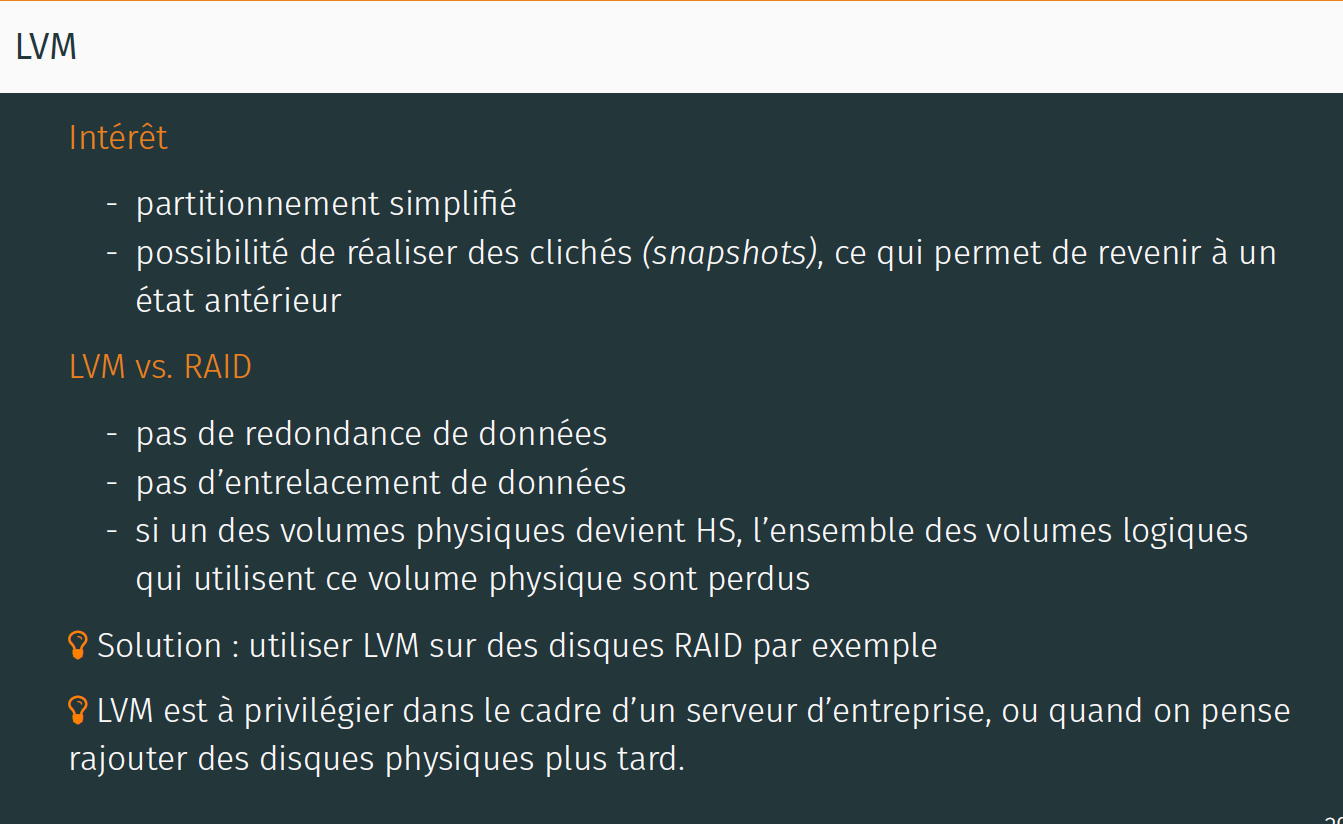 LVM
Intérêt
- partitionnement simplifié
- possibilité de réaliser des clichés (snapshots), ce qui permet de revenir à un
état antérieur
LVM vs. RAID
- pas de redondance de données
- pas d’entrelacement de données
- si un des volumes physiques devient HS, l’ensemble des volumes logiques
qui utilisent ce volume physique sont perdus
Solution : utiliser LVM sur des disques RAID par exemple
LVM est à privilégier dans le cadre d’un serveur d’entreprise, ou quand on pense
rajouter des disques physiques plus tard.